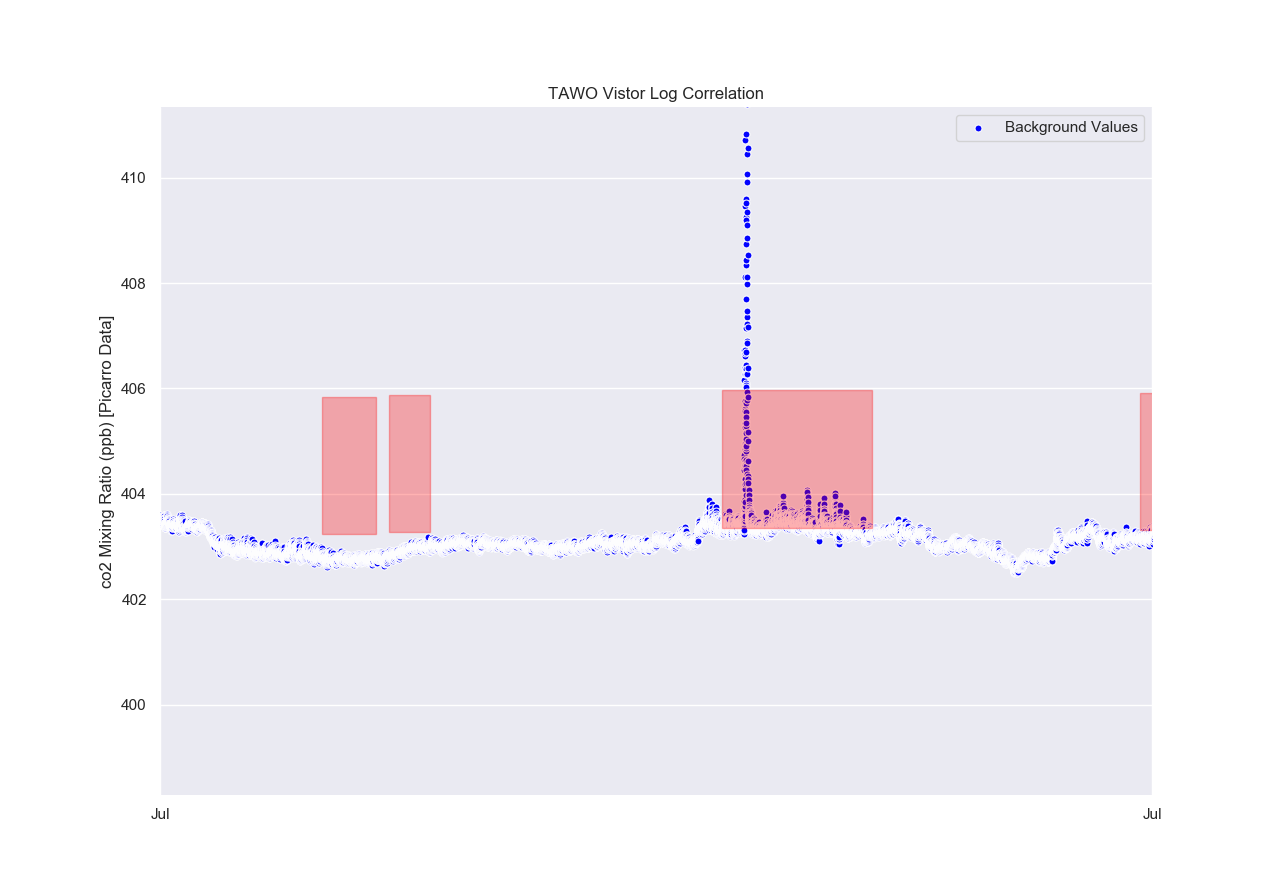 TAWO Vistor Log Correlation
Background Values
co2 Mixing Ratio (ppb) [Picarro Data]
410
408
406
404
402
400
Jul
Jul